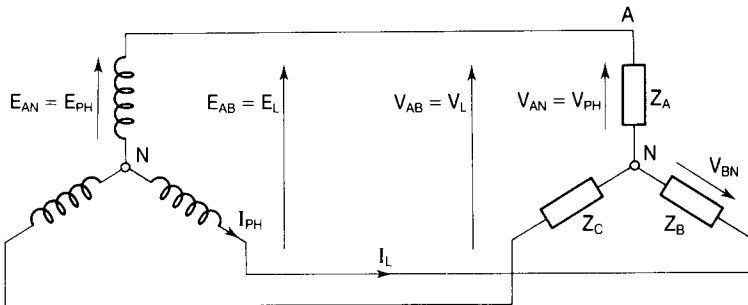 A
E_AN = E_PH
E_AB = E_L
V_AB = V_L
V_AN = V_PH
Z_A
N
N
V_BN
I_PH
Z_C
Z_B
I_L